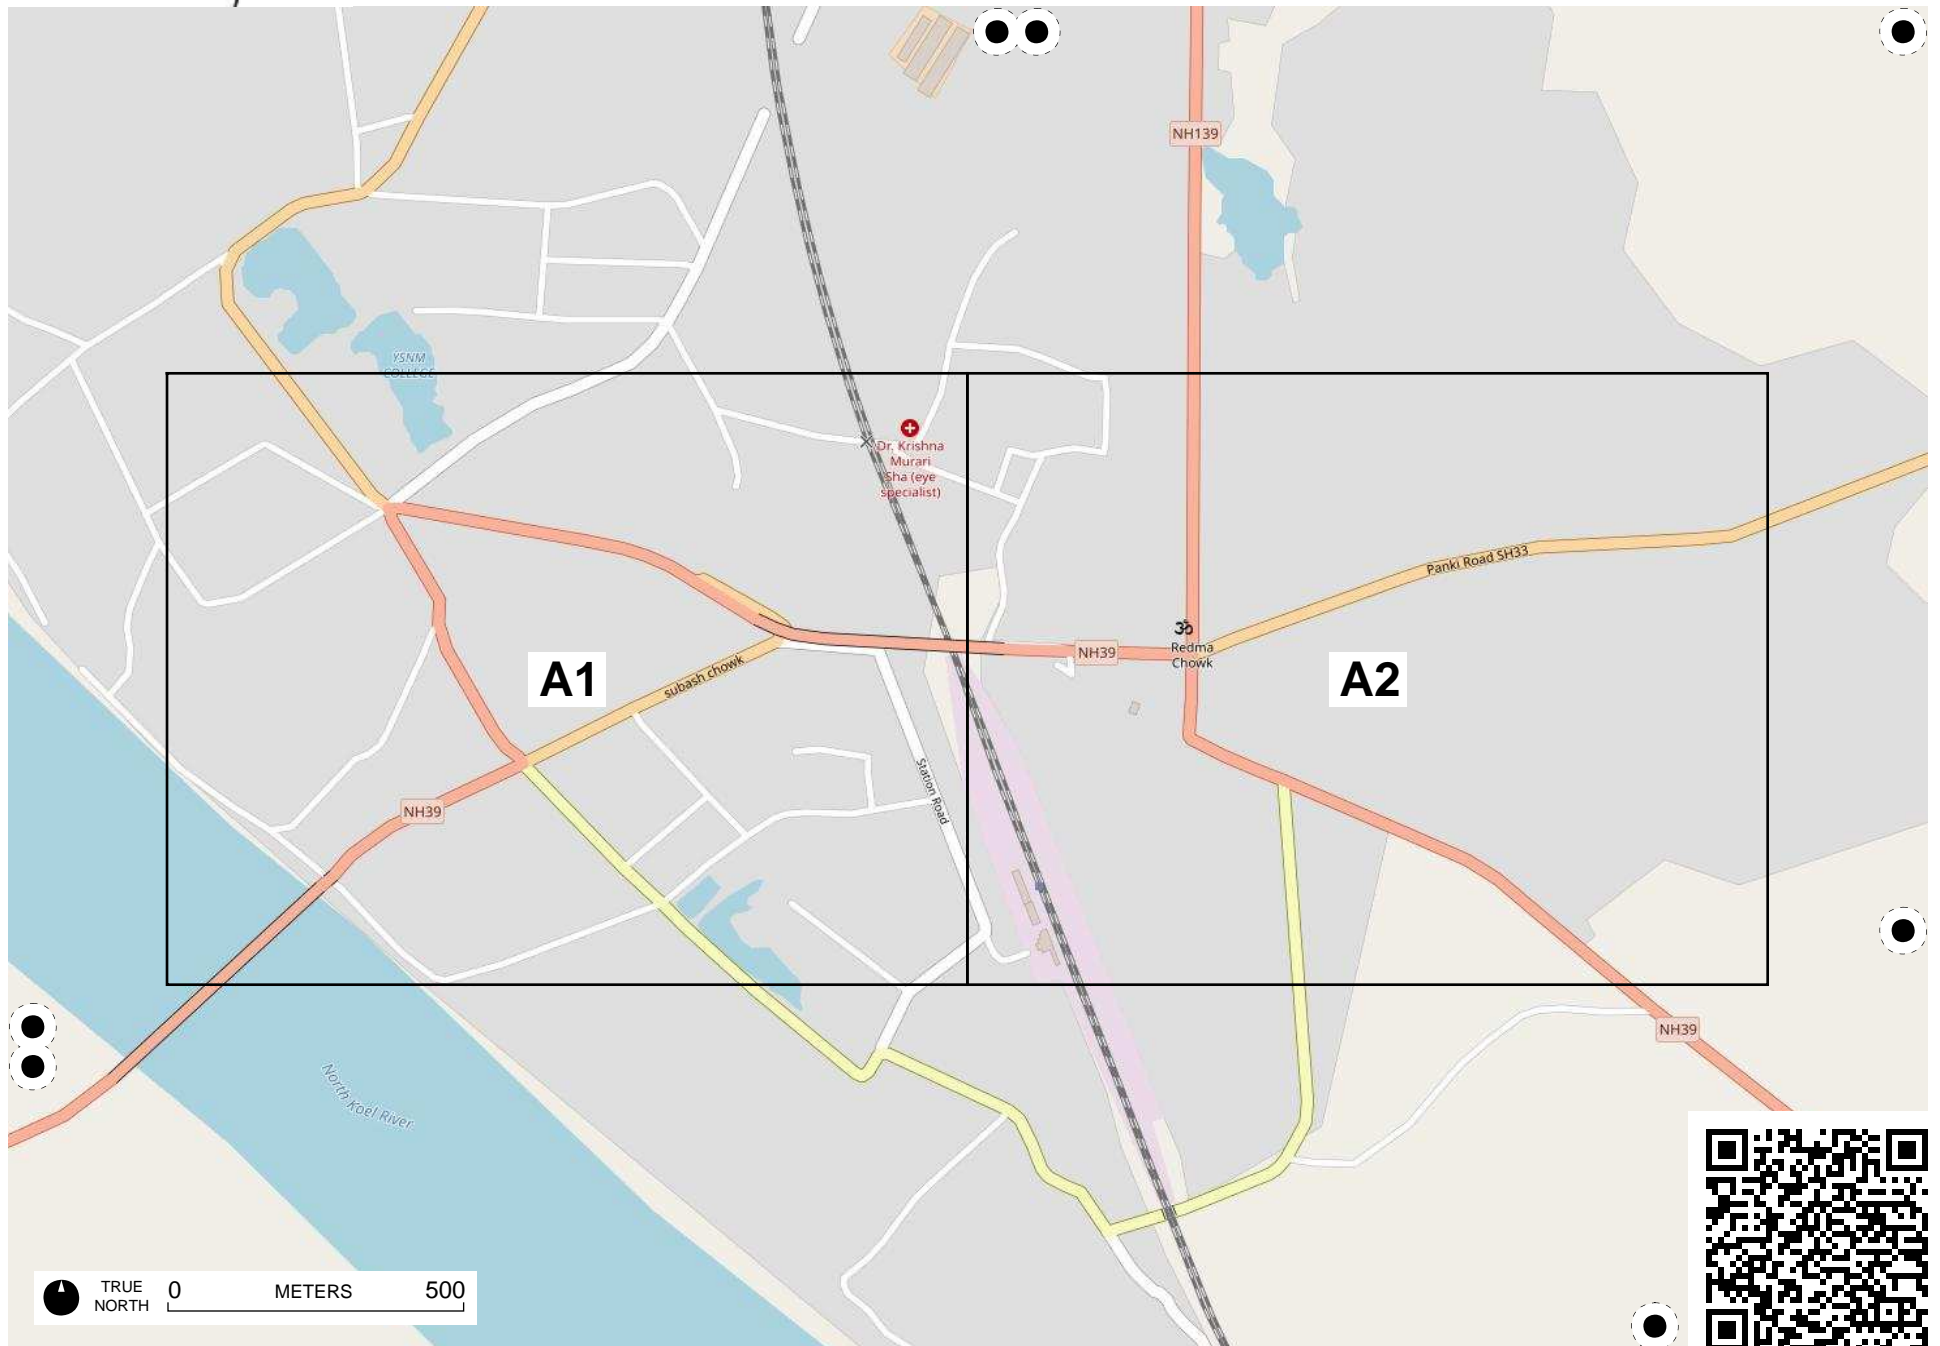 NH139
YSNM
COLLEGE
Dr. Krishna
Murari
Sha (eye
specialist)
Panki Road SH33
ॐ
Redma
Chowk
NH39
A1
A2
subash chowk
Station Road
NH39
NH39
North Koel River
TRUE
NORTH
0 METERS 500